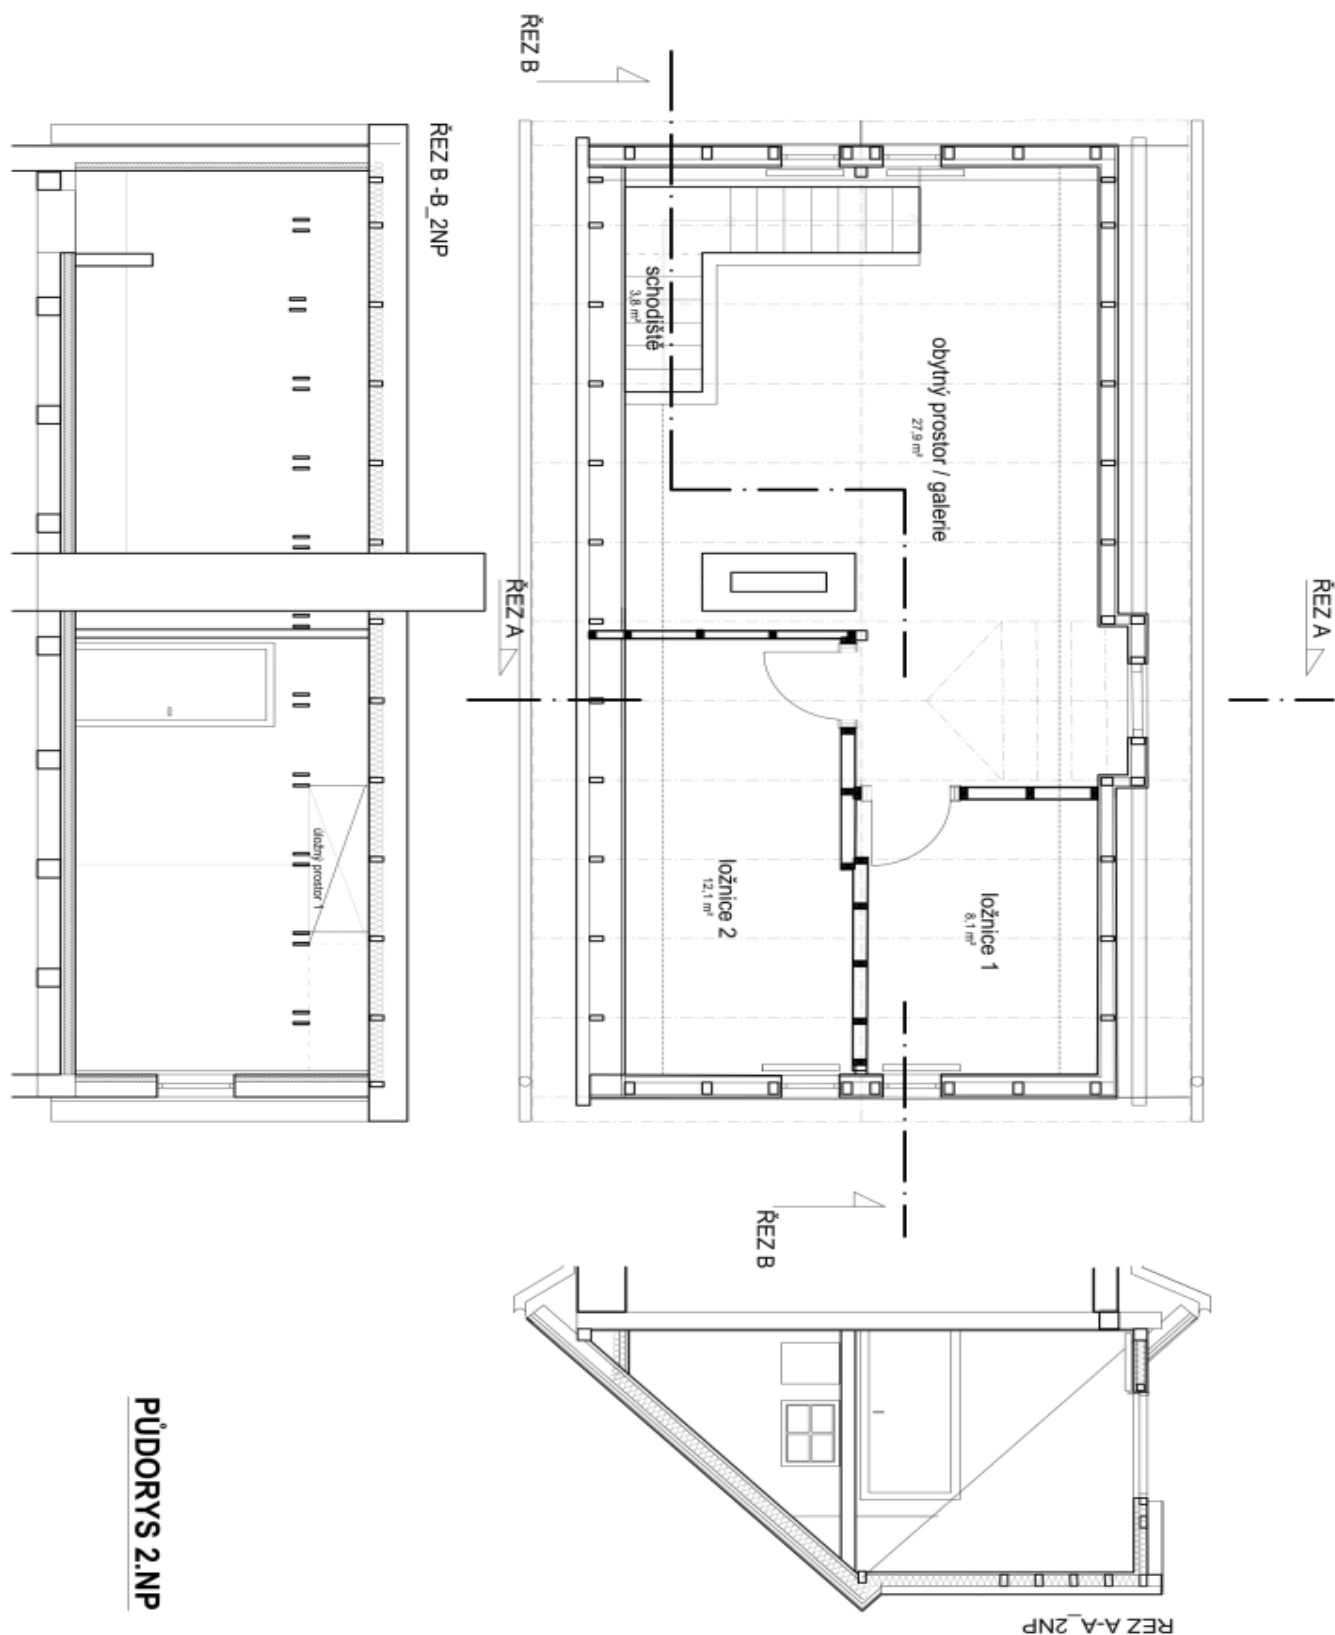 ŘEZ B
ŘEZ B -B_2NP
schodiště
3,8 m²
obytný prostor / galerie
27,9 m²
ŘEZ A
ŘEZ A
úložný prostor 1
ložnice 2
12,1 m²
ložnice 1
8,1 m²
ŘEZ B
PŮDORYS 2.NP
ŘEZ A-A_2NP